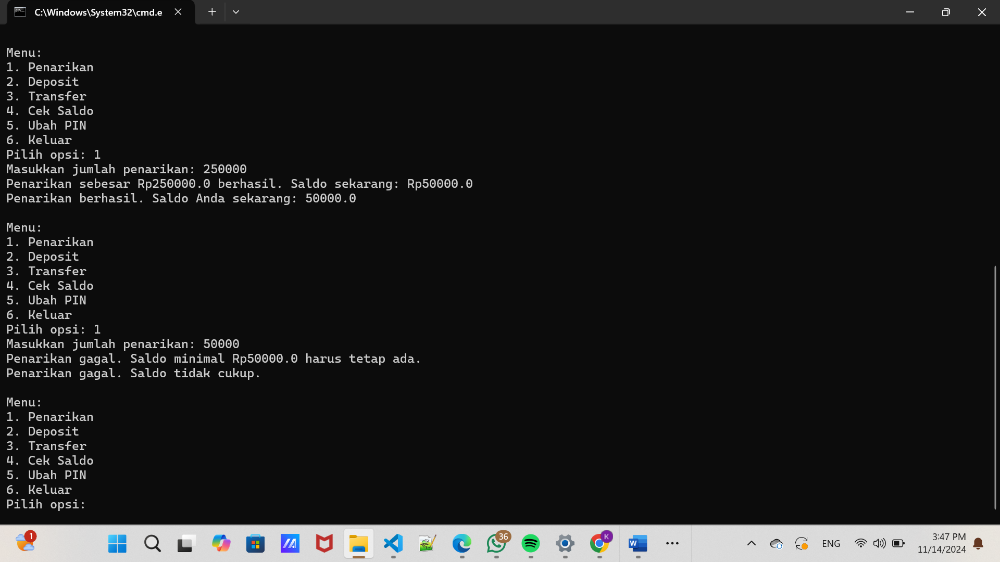 C:\Windows\System32\cmd.e
Menu:
1. Penarikan
2. Deposit
3. Transfer
4. Cek Saldo
5. Ubah PIN
6. Keluar
Pilih opsi: 1
Masukkan jumlah penarikan: 250000
Penarikan sebesar Rp250000.0 berhasil. Saldo sekarang: Rp50000.0
Penarikan berhasil. Saldo Anda sekarang: 50000.0
Menu:
1. Penarikan
2. Deposit
3. Transfer
4. Cek Saldo
5. Ubah PIN
6. Keluar
Pilih opsi: 1
Masukkan jumlah penarikan: 50000
Penarikan gagal. Saldo minimal Rp50000.0 harus tetap ada.
Penarikan gagal. Saldo tidak cukup.
Menu:
1. Penarikan
2. Deposit
3. Transfer
4. Cek Saldo
5. Ubah PIN
6. Keluar
Pilih opsi:
1
36
K
W
ENG
3:47 PM
11/14/2024